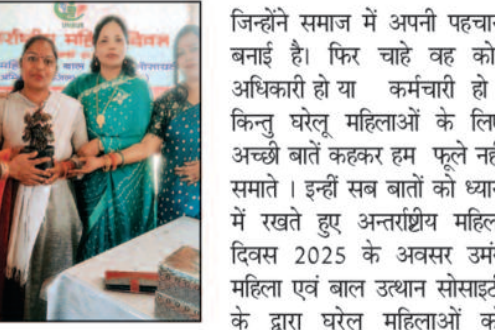 दिवस
बाल
जिन्होंने समाज में अपनी पहचान
बनाई है। फिर चाहे वह को
अधिकारी हो या कर्मचारी हो
किन्तु घरेलू महिलाओं के लिए
अच्छी बातें कहकर हम फूले नही
समाते । इन्हीं सब बातों को ध्यान
में रखते हुए अन्तर्राष्टीय महिल
दिवस 2025 के अवसर उमं
महिला एवं बाल उत्थान सोसाइट
के द्वारा घरेलू महिलाओं क